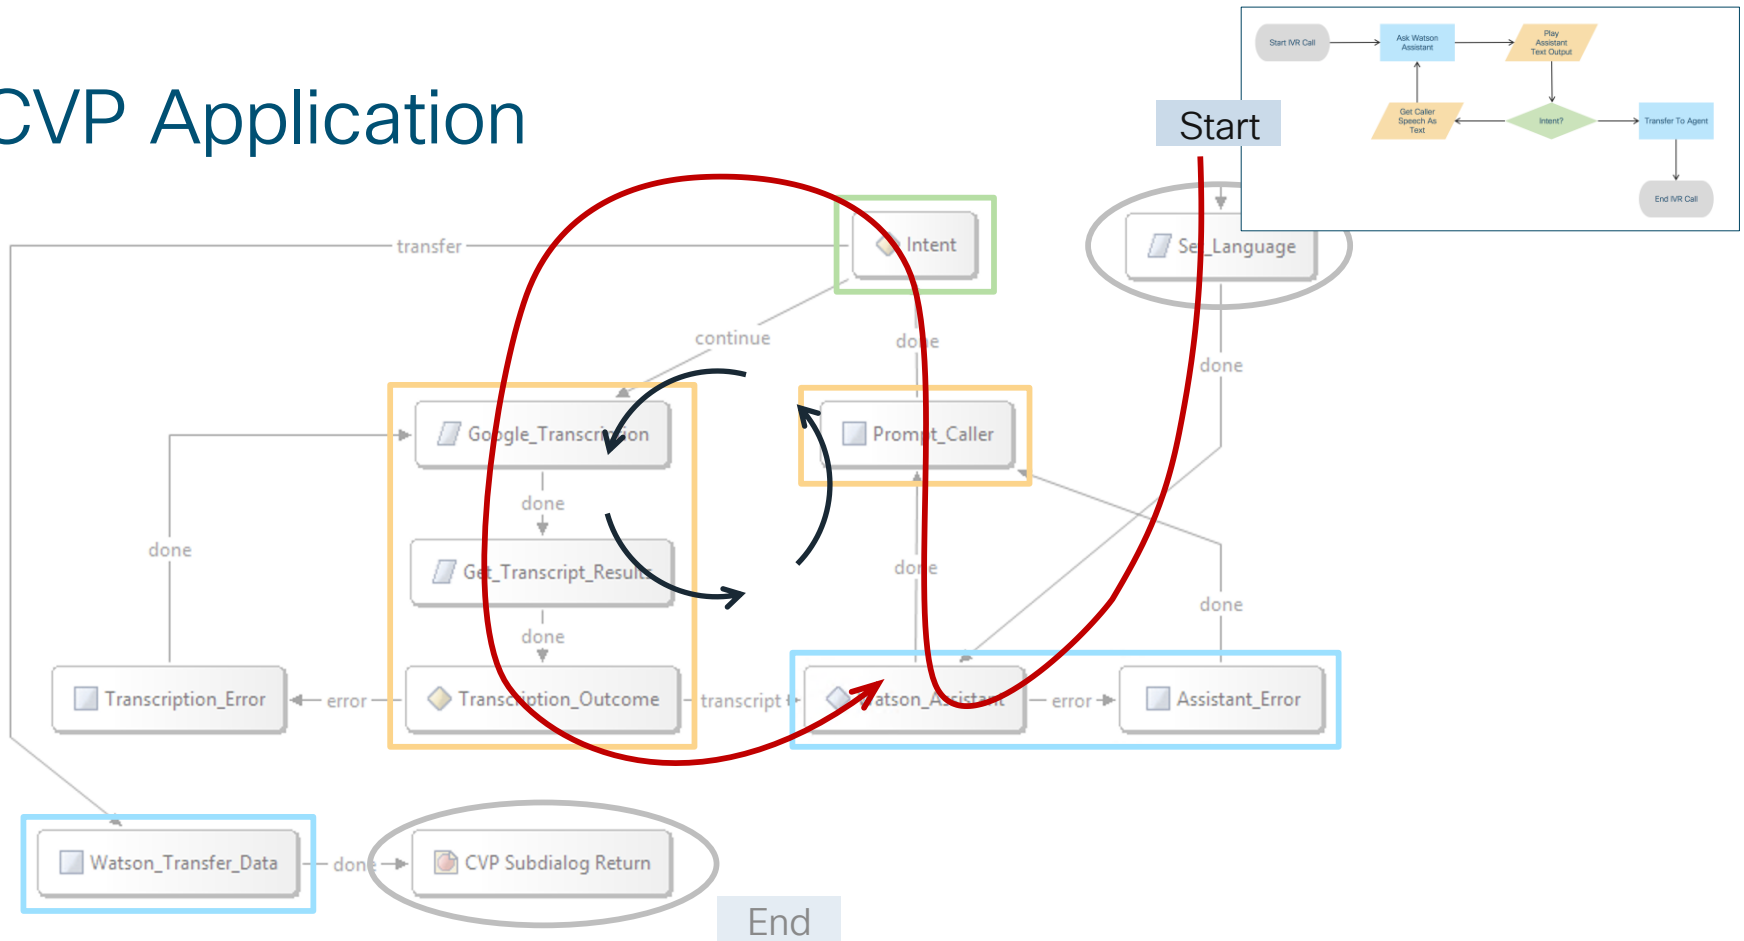 CVP Application
Start IVR Call
Ask Watson
Assistant
Play
Assistant
Text Output
Get Caller
Speech As
Text
Intent?
Transfer To Agent
End IVR Call
Start
transfer
Intent
Set_Language
continue
done
done
Google_Transcription
Prompt_Caller
done
done
Get_Transcript_Results
done
done
done
Transcription_Error
error
Transcription_Outcome
transcript
Watson_Assistant
error
Assistant_Error
Watson_Transfer_Data
done
CVP Subdialog Return
End